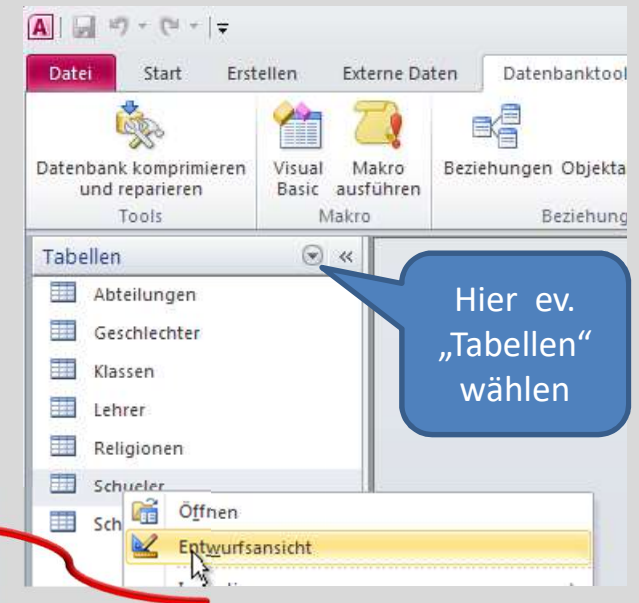 A
Datei Start Erstellen Externe Daten Datenbanktool
Datenbank komprimieren und reparieren
Visual Basic
Makro ausführen
Beziehungen Objekta
Tools Makro Beziehung
Tabellen
Hier ev.
„Tabellen“
wählen
Abteilungen
Geschlechter
Klassen
Lehrer
Religionen
Schueler
Sch
Öffnen
Entwurfsansicht